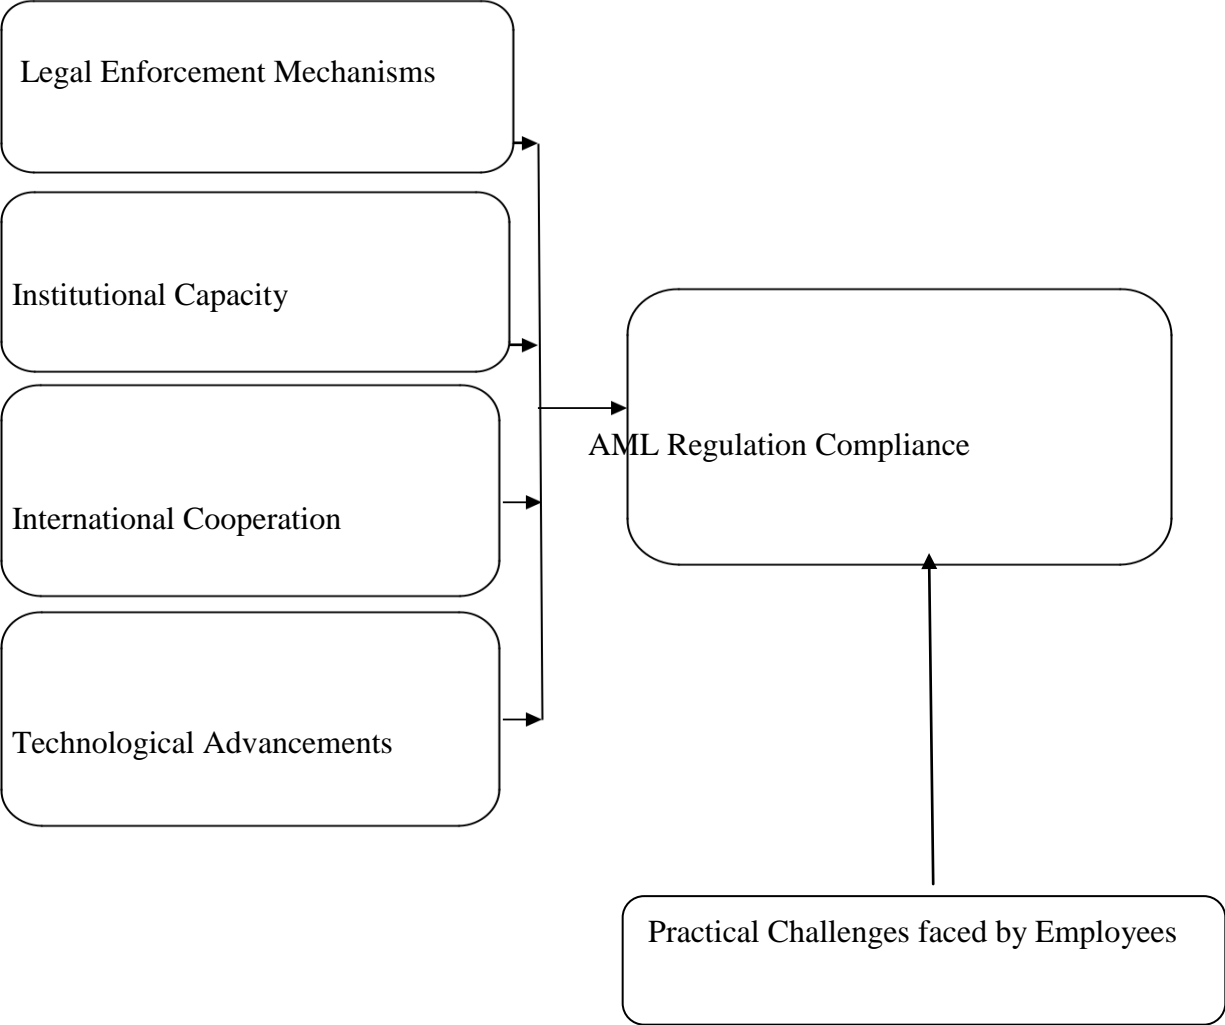 Legal Enforcement Mechanisms
Institutional Capacity
AML Regulation Compliance
International Cooperation
Technological Advancements
Practical Challenges faced by Employees